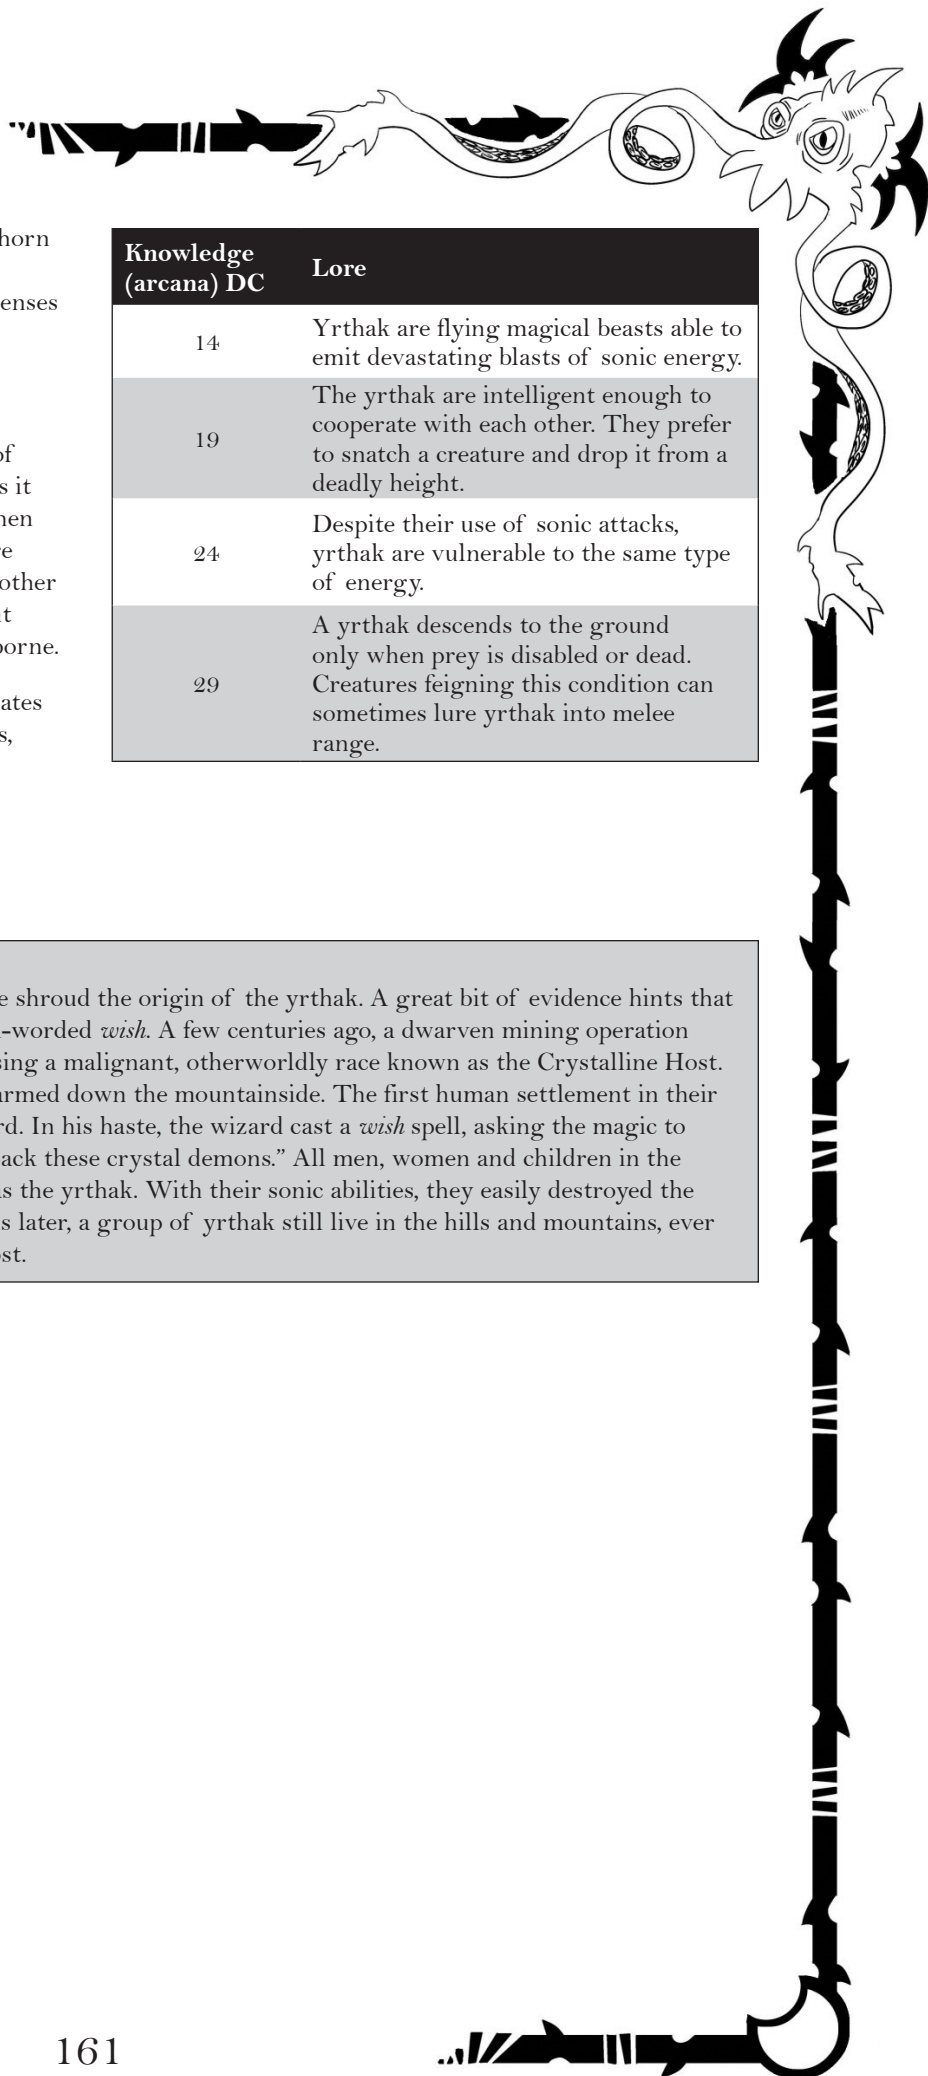 horn
enses
of
s it
hen
re
other
nt
borne.
ates
s,
Knowledge
(arcana) DC
Lore
14
Yrthak are flying magical beasts able to
emit devastating blasts of sonic energy.
19
The yrthak are intelligent enough to
cooperate with each other. They prefer
to snatch a creature and drop it from a
deadly height.
24
Despite their use of sonic attacks,
yrthak are vulnerable to the same type
of energy.
29
A yrthak descends to the ground
only when prey is disabled or dead.
Creatures feigning this condition can
sometimes lure yrthak into melee
range.
e shroud the origin of the yrthak. A great bit of evidence hints that
-worded wish. A few centuries ago, a dwarven mining operation
sing a malignant, otherworldly race known as the Crystalline Host.
armed down the mountainside. The first human settlement in their
rd. In his haste, the wizard cast a wish spell, asking the magic to
ack these crystal demons.” All men, women and children in the
as the yrthak. With their sonic abilities, they easily destroyed the
s later, a group of yrthak still live in the hills and mountains, ever
ost.
161